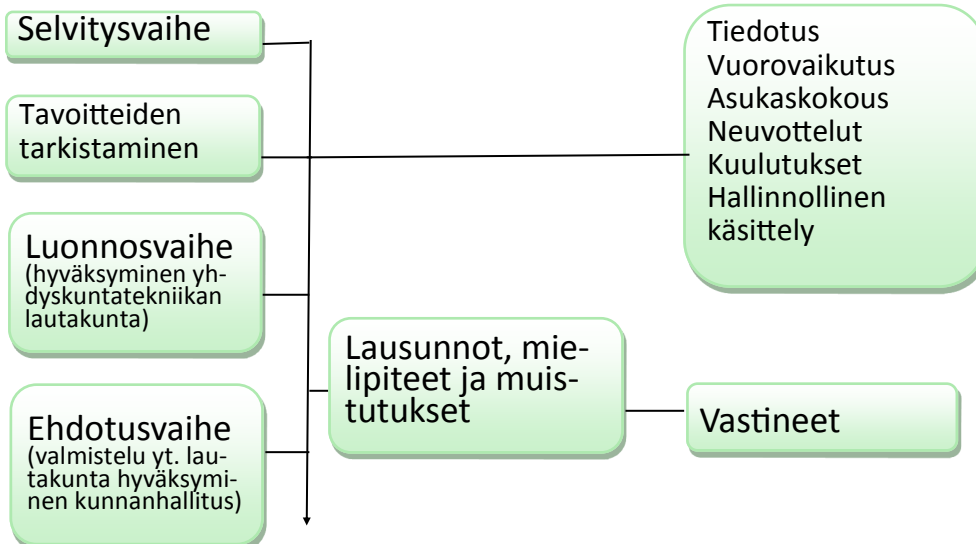 Selvitysvaihe
Tavoitteiden
tarkistaminen
Luonnosvaihe
(hyväksyminen yh-
dyskuntatekniikan
lautakunta)
Ehdotusvaihe
(valmistelu yt. lau-
takunta hyväksymi-
nen kunnanhallitus)
Lausunnot, mie-
lipiteet ja muis-
tutukset
Tiedotus
Vuorovaikutus
Asukaskokous
Neuvottelut
Kuulutukset
Hallinnollinen
käsittely
Vastineet